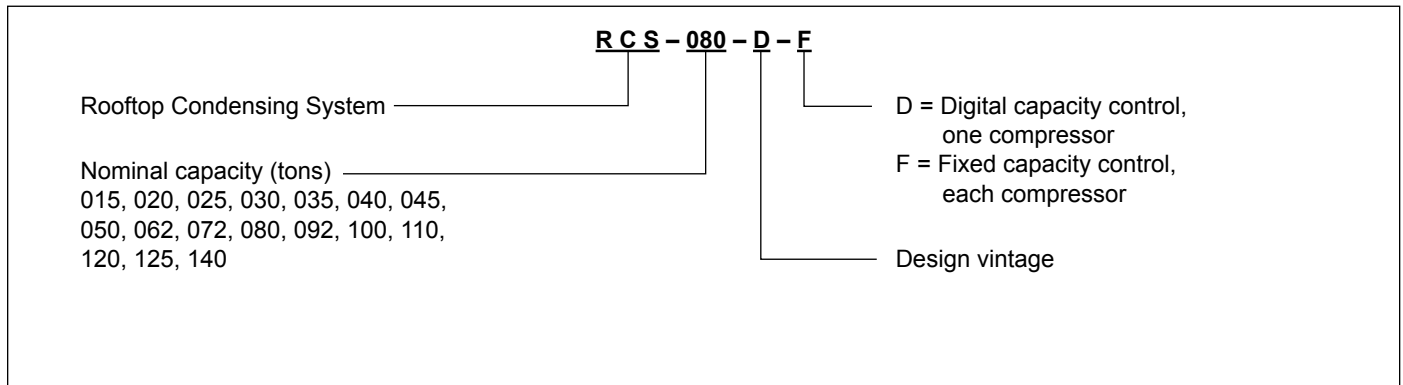 R C S – 080 – D – F
Rooftop Condensing System
Nominal capacity (tons)
015, 020, 025, 030, 035, 040, 045,
050, 062, 072, 080, 092, 100, 110,
120, 125, 140
D = Digital capacity control,
one compressor
F = Fixed capacity control,
each compressor
Design vintage